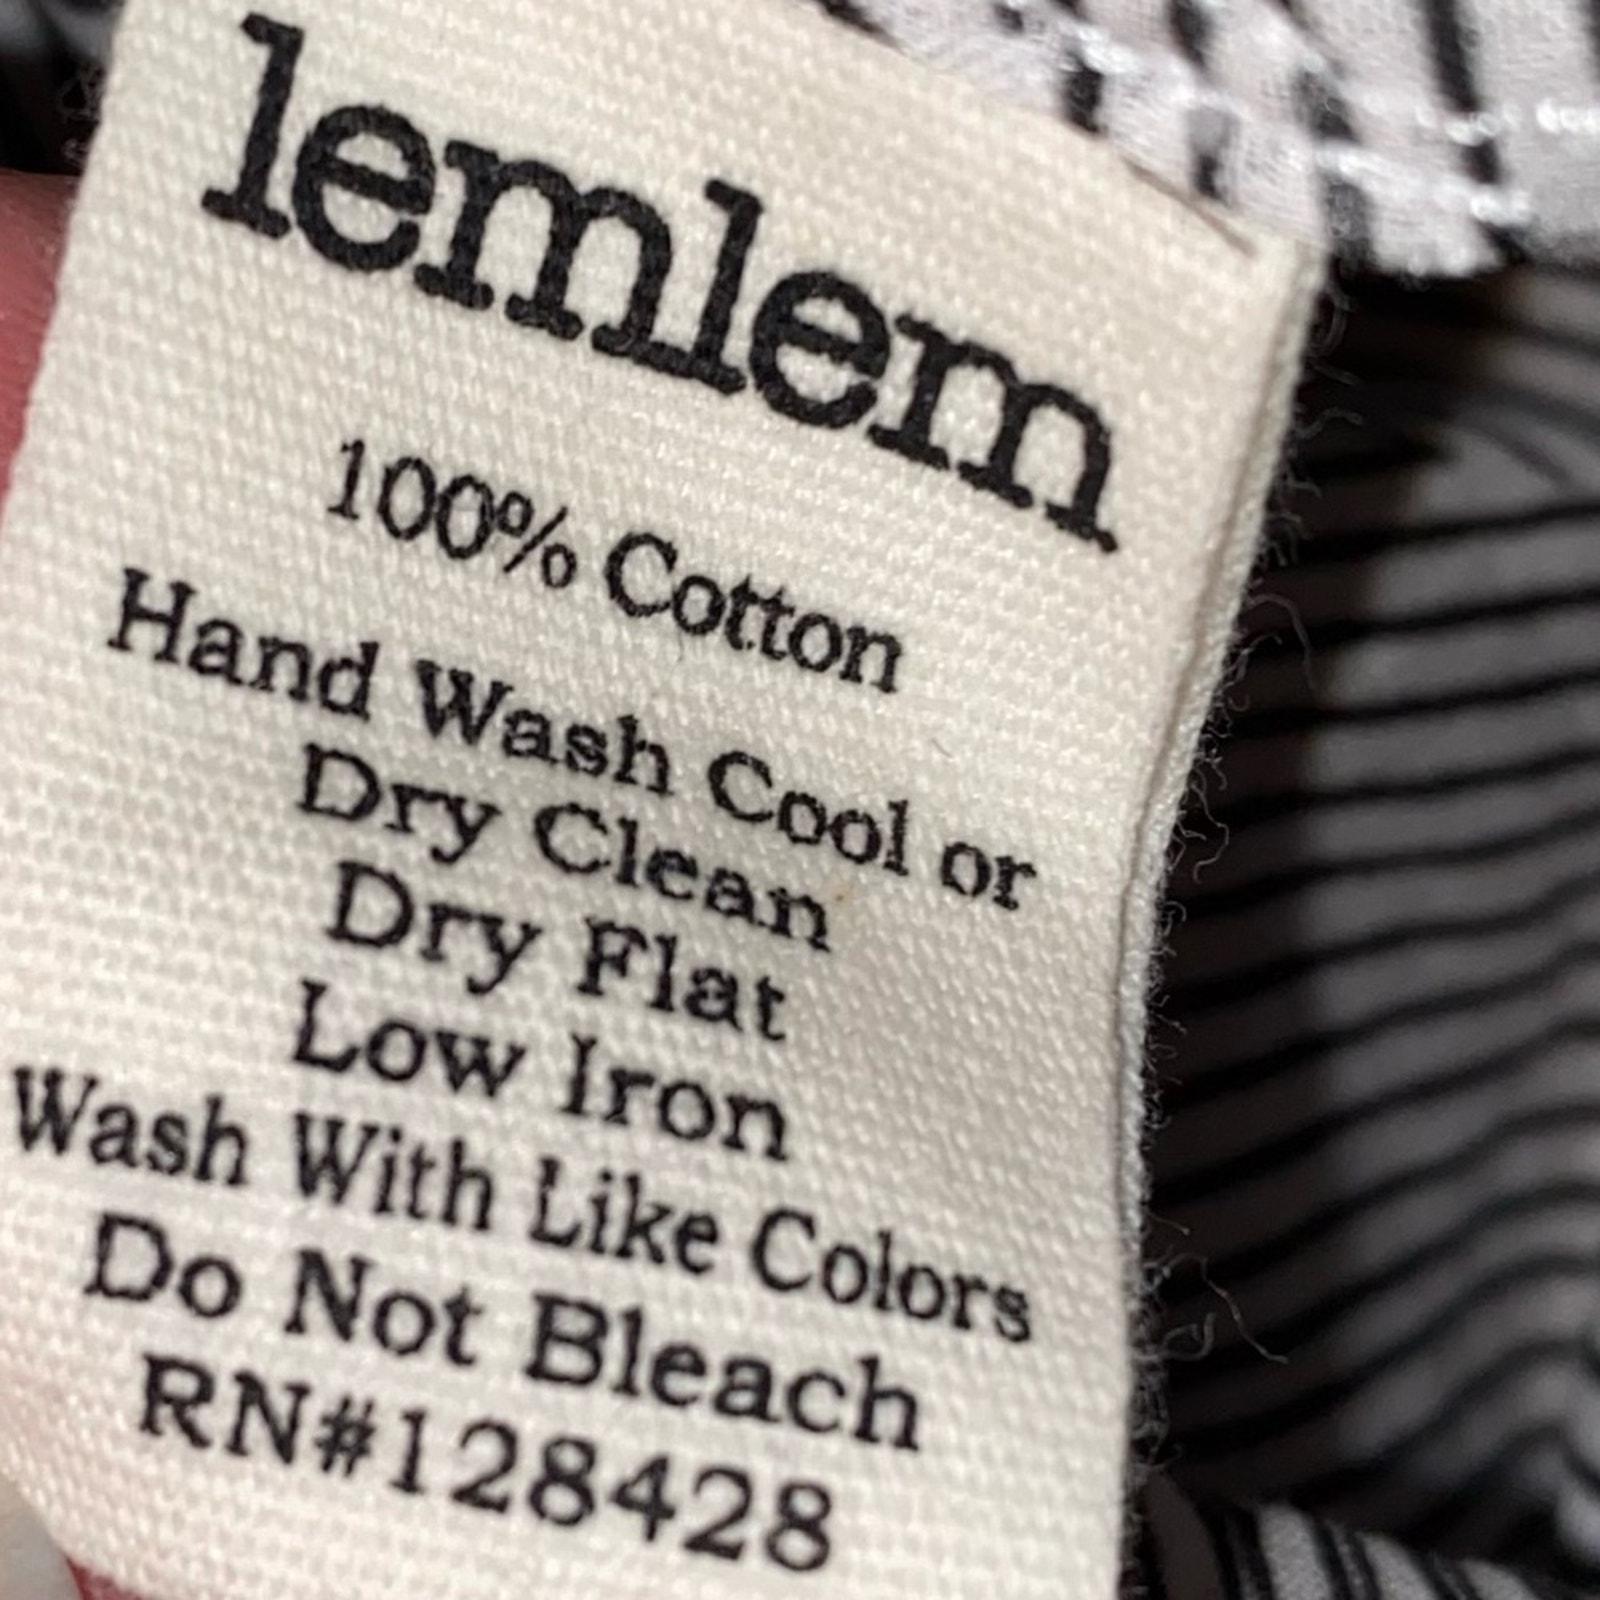 lemlem
100% Cotton
Hand Wash Cool or
Dry Clean
Dry Flat
Low Iron
Wash With Like Colors
Do Not Bleach
RN#128428